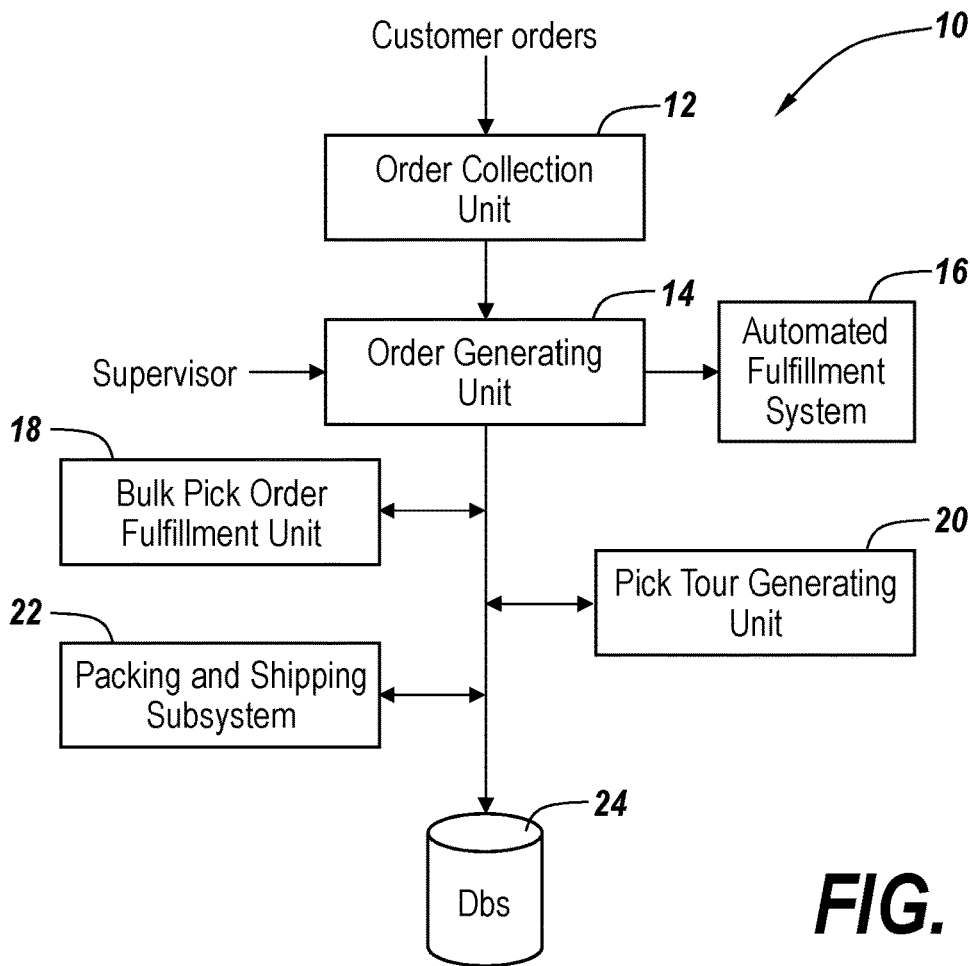 Customer orders
10
12
Order Collection
Unit
14
16
Order Generating
Unit
Automated
Fulfillment
System
Supervisor
18
Bulk Pick Order
Fulfillment Unit
20
Pick Tour Generating
Unit
22
Packing and Shipping
Subsystem
24
Dbs
FIG.